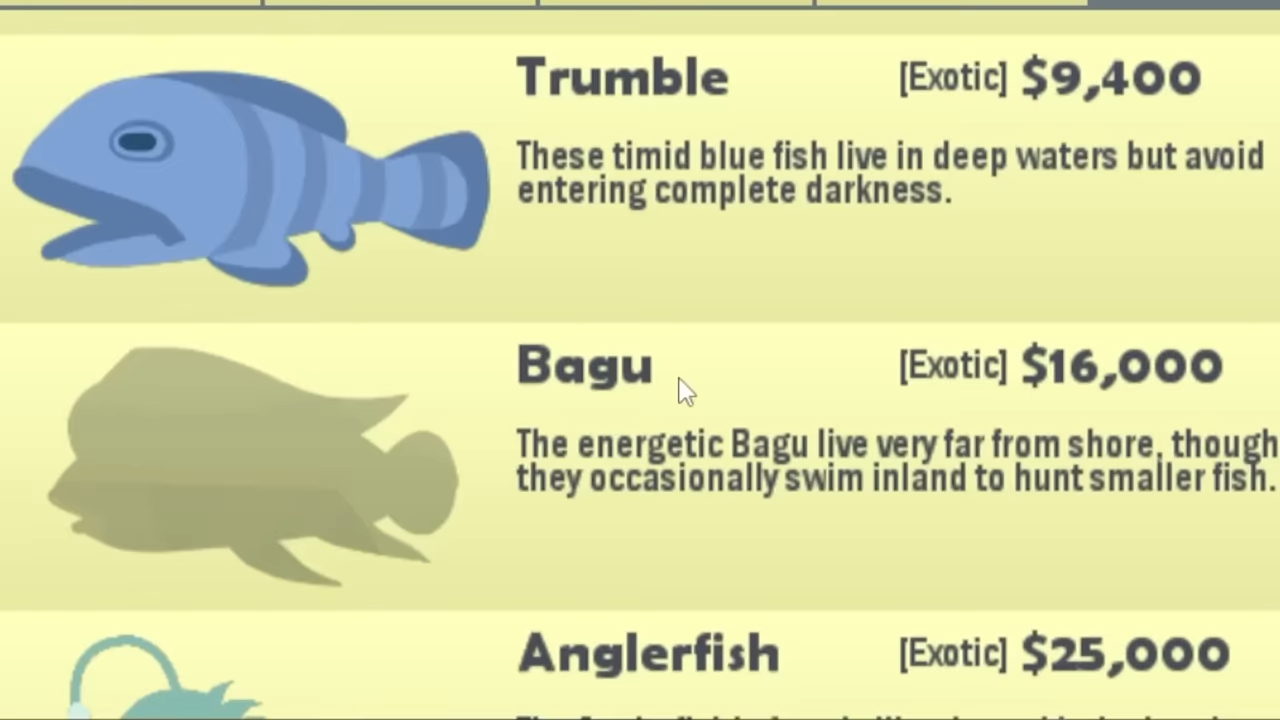 Trumble [Exotic] $9,400
These timid blue fish live in deep waters but avoid
entering complete darkness.
Bagu [Exotic] $16,000
The energetic Bagu live very far from shore, though
they occasionally swim inland to hunt smaller fish.
Anglerfish [Exotic] $25,000